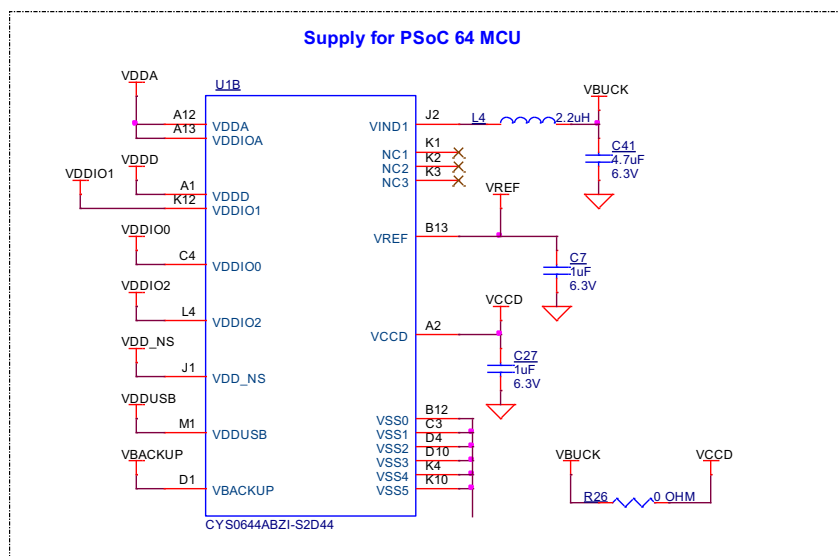 Supply for PSoC 64 MCU
VDDA
U1B
VBUCK
A12
VDDA
J2
VIND1
L4
2.2uH
A13
VDDIOA
K1
NC1
C41
4.7uF
6.3V
VDDD
K2
NC2
VDDIO1
K3
NC3
A1
VDDD
VREF
K12
VDDIO1
VDDIO0
B13
VREF
C4
VDDIO0
C7
1uF
6.3V
VDDIO2
VCCD
L4
VDDIO2
A2
VCCD
VDD_NS
C27
1uF
6.3V
J1
VDD_NS
VDDUSB
B12
VSS0
C3
VSS1
M1
VDDUSB
D4
VSS2
VBACKUP
D10
VSS3
VBUCK
VCCD
K4
VSS4
D1
VBACKUP
K10
VSS5
R26
0 OHM
CYS0644ABZI-S2D44